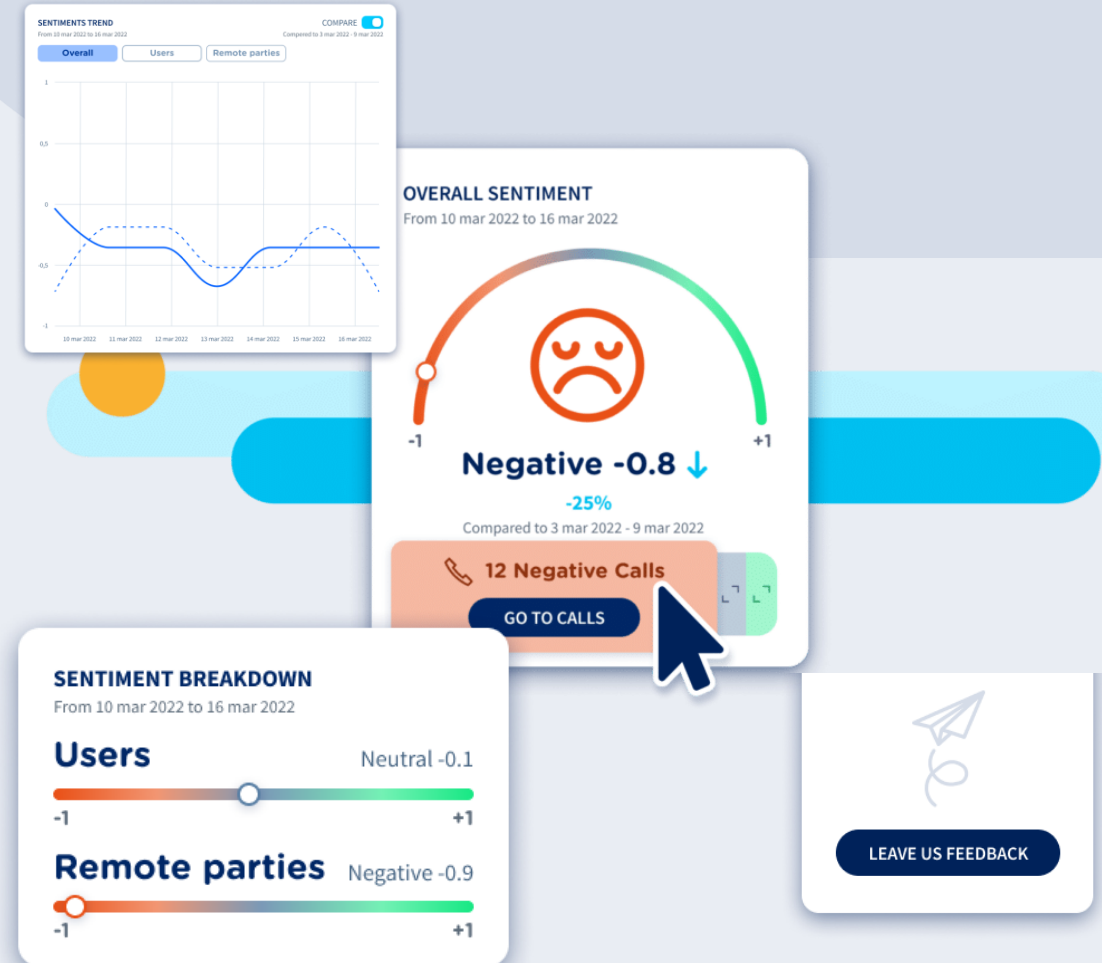 SENTIMENTS TREND
COMPARE
From 10 mar 2022 to 16 mar 2022
Compared to 3 mar 2022 - 9 mar 2022
Overall
Users
Remote parties
1
0,5
0
-0,5
-1
10 mar 2022 11 mar 2022 12 mar 2022 13 mar 2022 14 mar 2022 15 mar 2022 16 mar 2022
OVERALL SENTIMENT
From 10 mar 2022 to 16 mar 2022
-1
+1
Negative -0.8
-25%
Compared to 3 mar 2022 - 9 mar 2022
12 Negative Calls
GO TO CALLS
SENTIMENT BREAKDOWN
From 10 mar 2022 to 16 mar 2022
Users
Neutral -0.1
-1
+1
Remote parties
Negative -0.9
-1
+1
LEAVE US FEEDBACK